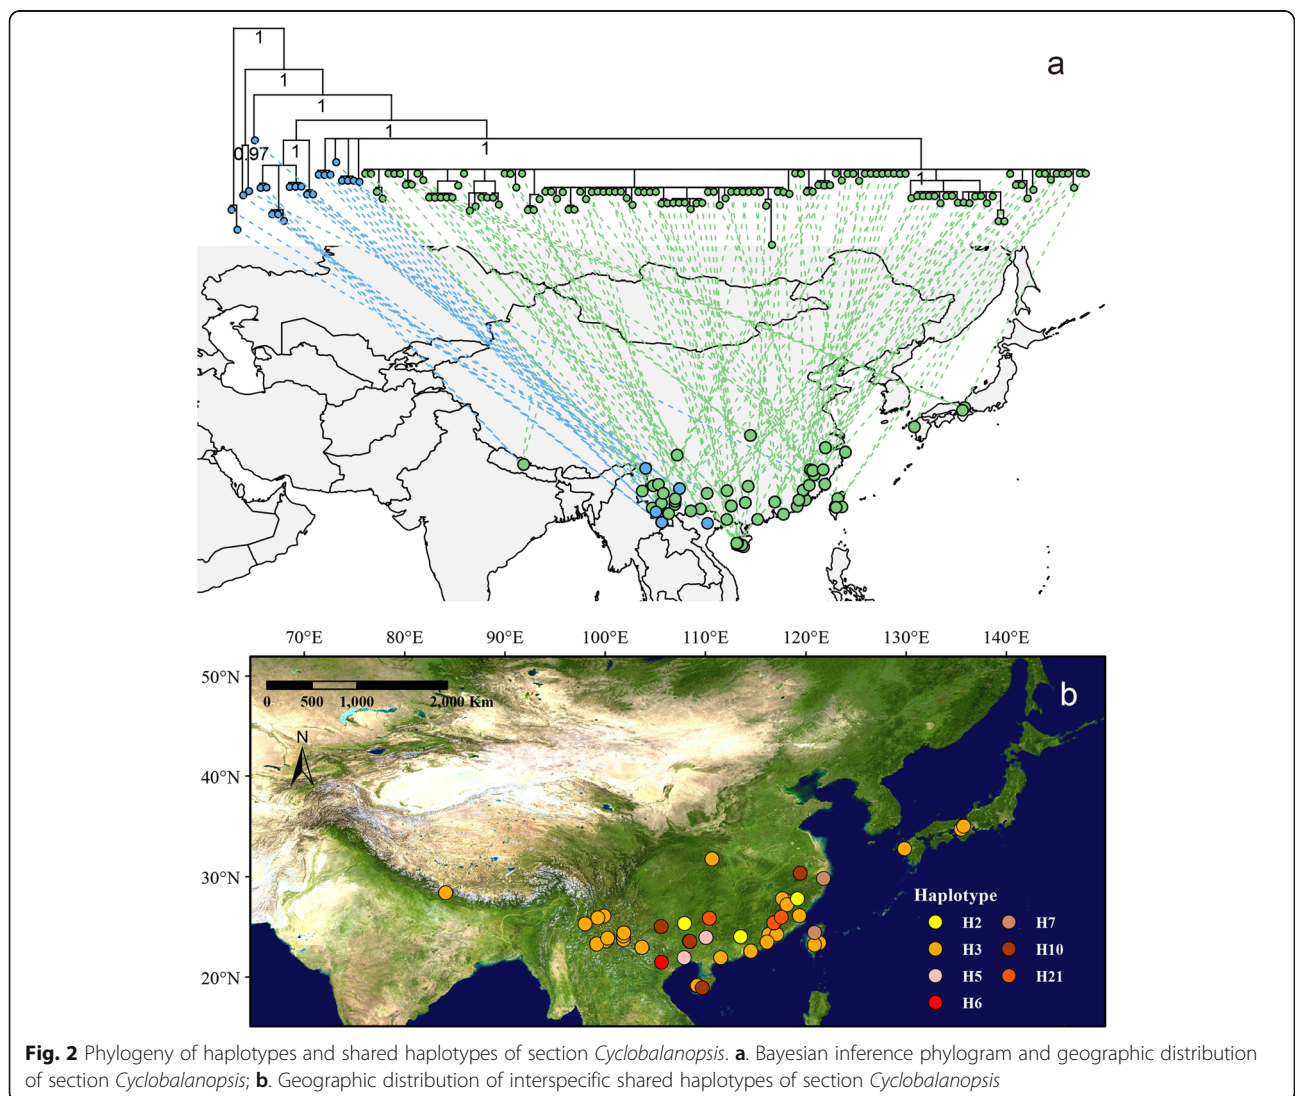 a
1
1
1
1
1
0.97
1
1
70°E 80°E 90°E 100°E 110°E 120°E 130°E 140°E
50°N
40°N
30°N
20°N
b
0 500 1,000 2,000 Km
N
Haplotype
H2 H7
H3 H10
H5 H21
H6
Fig. 2 Phylogeny of haplotypes and shared haplotypes of section Cyclobalanopsis. a. Bayesian inference phylogram and geographic distribution
of section Cyclobalanopsis; b. Geographic distribution of interspecific shared haplotypes of section Cyclobalanopsis